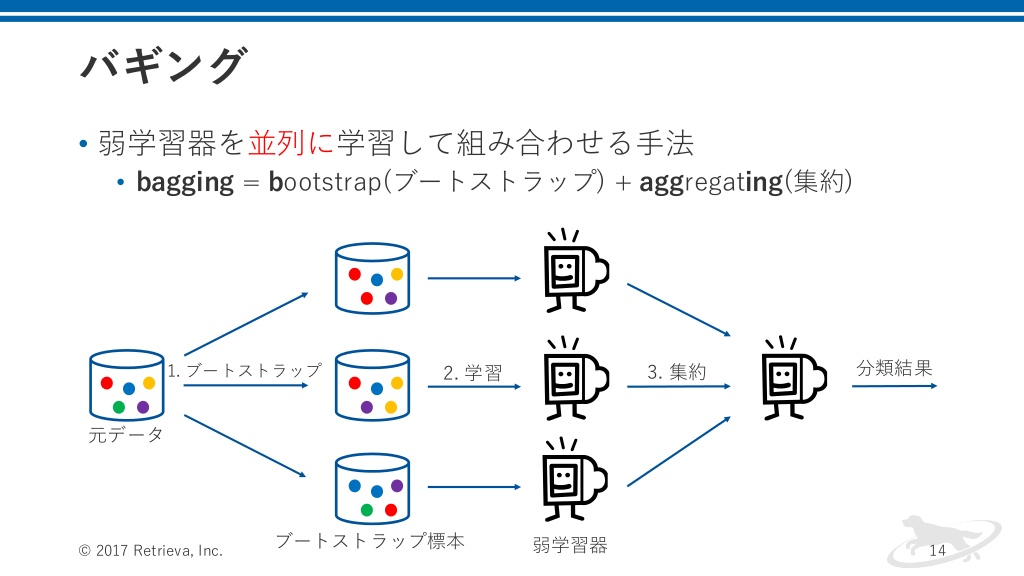 バギング
• 弱学習器を並列に学習して組み合わせる手法
• bagging = bootstrap(ブートストラップ) + aggregating(集約)
1. ブートストラップ
2. 学習
3. 集約
分類結果
元データ
ブートストラップ標本
弱学習器
© 2017 Retrieva, Inc.
14